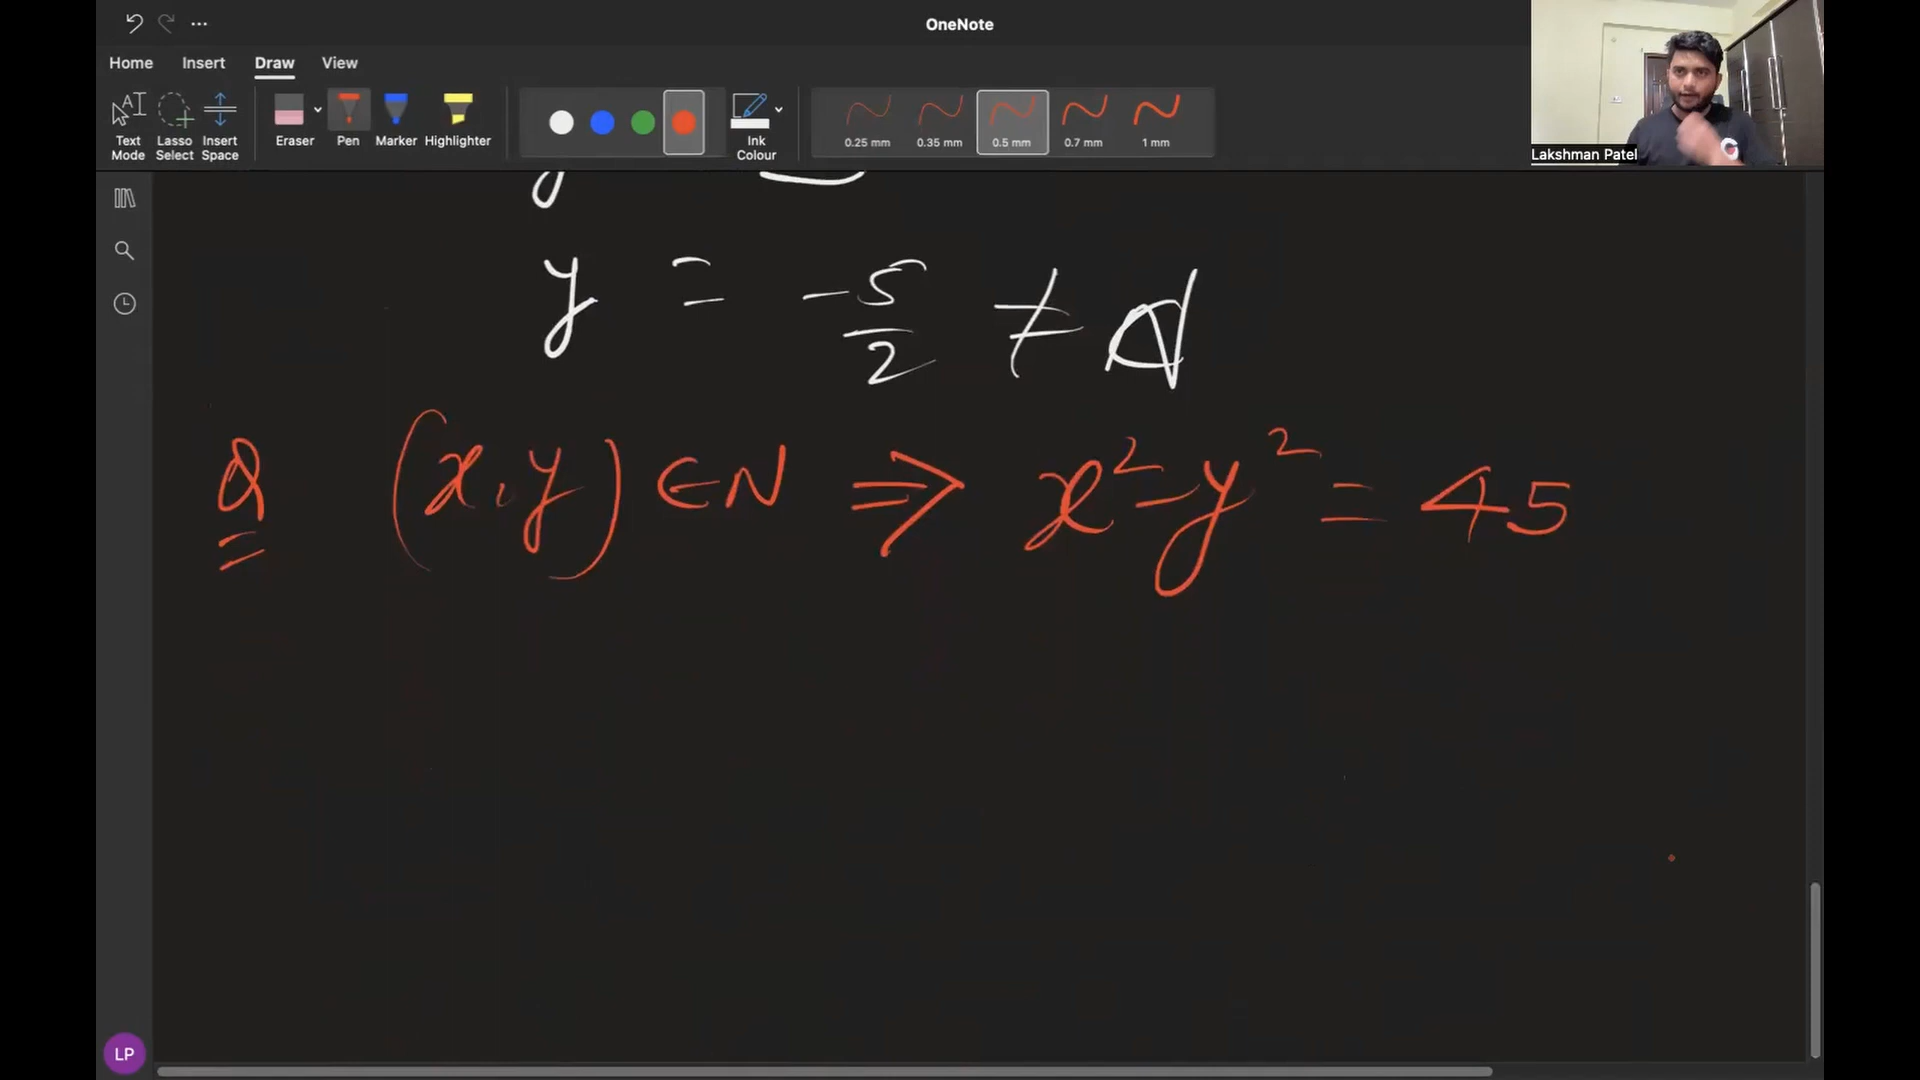 OneNote
Home Insert Draw View
Text Mode
Lasso Select
Insert Space
Eraser
Pen
Marker
Highlighter
Ink Colour
0.25 mm
0.35 mm
0.5 mm
0.7 mm
1 mm
Lakshman Patel
y
y = -5/2 ≠
Q (x, y) ∈ N ⇒ x² - y² = 45
LP